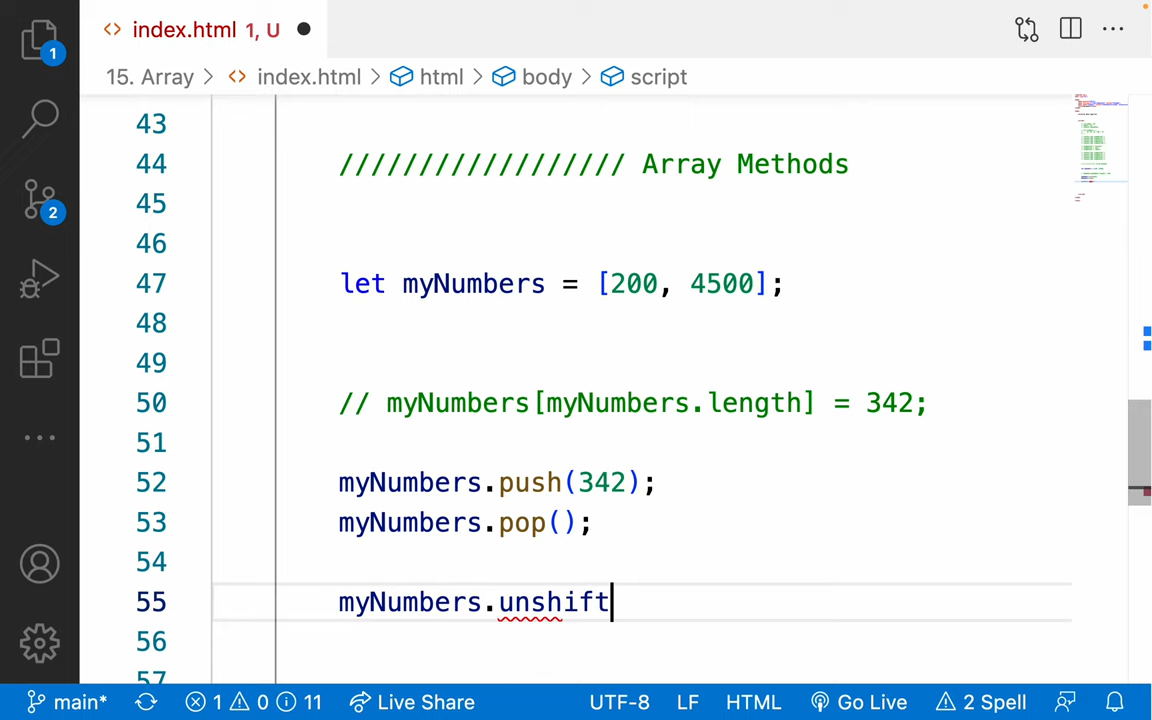 1
<> index.html 1, U
15. Array > <> index.html > html > body > script
43
44 ////////////////// Array Methods
45
46
47 let myNumbers = [200, 4500];
48
49
50 // myNumbers[myNumbers.length] = 342;
51
2
52 myNumbers.push(342);
53 myNumbers.pop();
54
55 myNumbers.unshift
56
57
main* 1 0 11 Live Share UTF-8 LF HTML Go Live 2 Spell